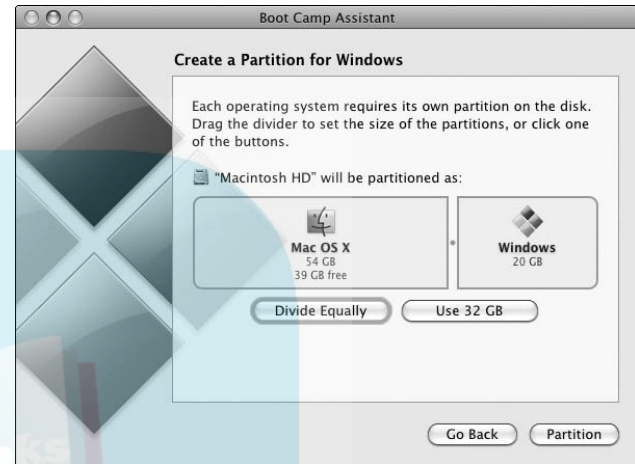 Boot Camp Assistant
Create a Partition for Windows
Each operating system requires its own partition on the disk.
Drag the divider to set the size of the partitions, or click one
of the buttons.
“Macintosh HD” will be partitioned as:
Mac OS X
54 GB
39 GB free
Windows
20 GB
Divide Equally
Use 32 GB
Go Back
Partition